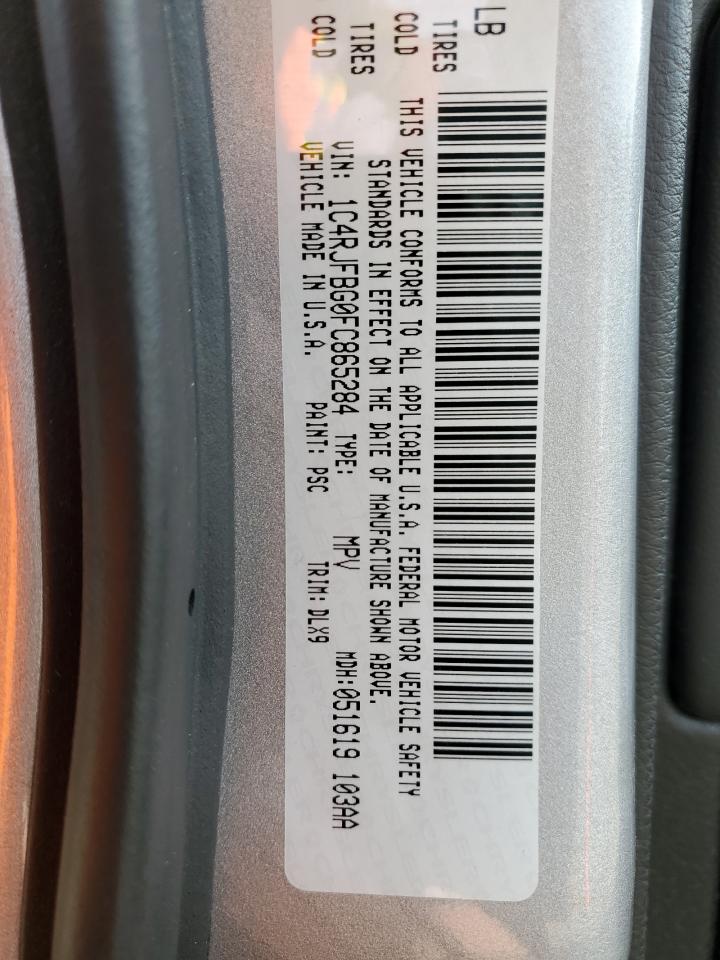 LB
TIRES COLD
TIRES COLD
THIS VEHICLE CONFORMS TO ALL APPLICABLE U.S.A. FEDERAL MOTOR VEHICLE SAFETY
STANDARDS IN EFFECT ON THE DATE OF MANUFACTURE SHOWN ABOVE.
VIN: 1C4RJFBG0FC865284 TYPE: MPV MDH:051619 103AA
VEHICLE MADE IN U.S.A. PAINT: PSC TRIM: DLX9